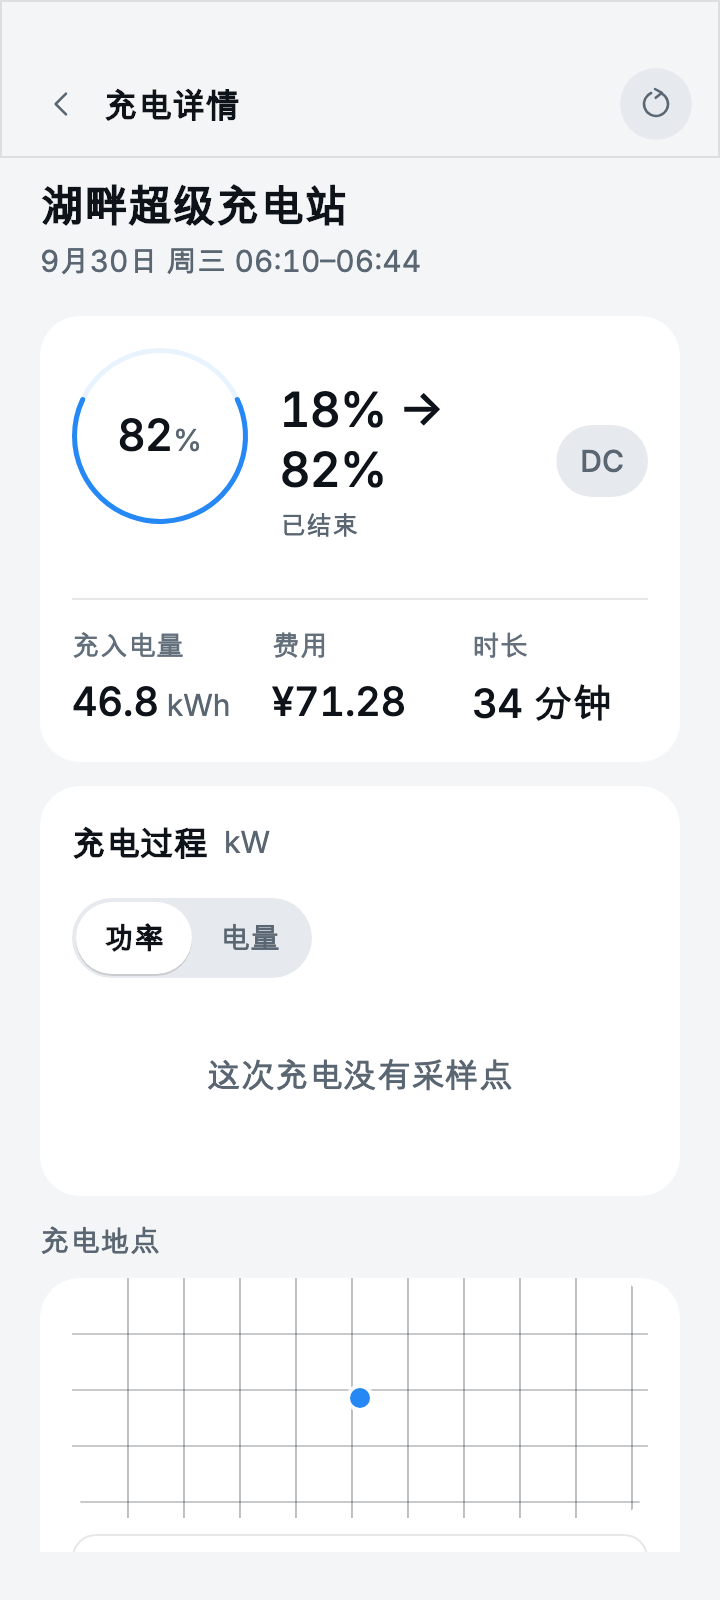 充电详情
湖畔超级充电站
9月30日 周三 06:10–06:44
82%
18% →
82%
已结束
DC
充入电量 费用 时长
46.8 kWh ¥71.28 34 分钟
充电过程 kW
功率 电量
这次充电没有采样点
充电地点